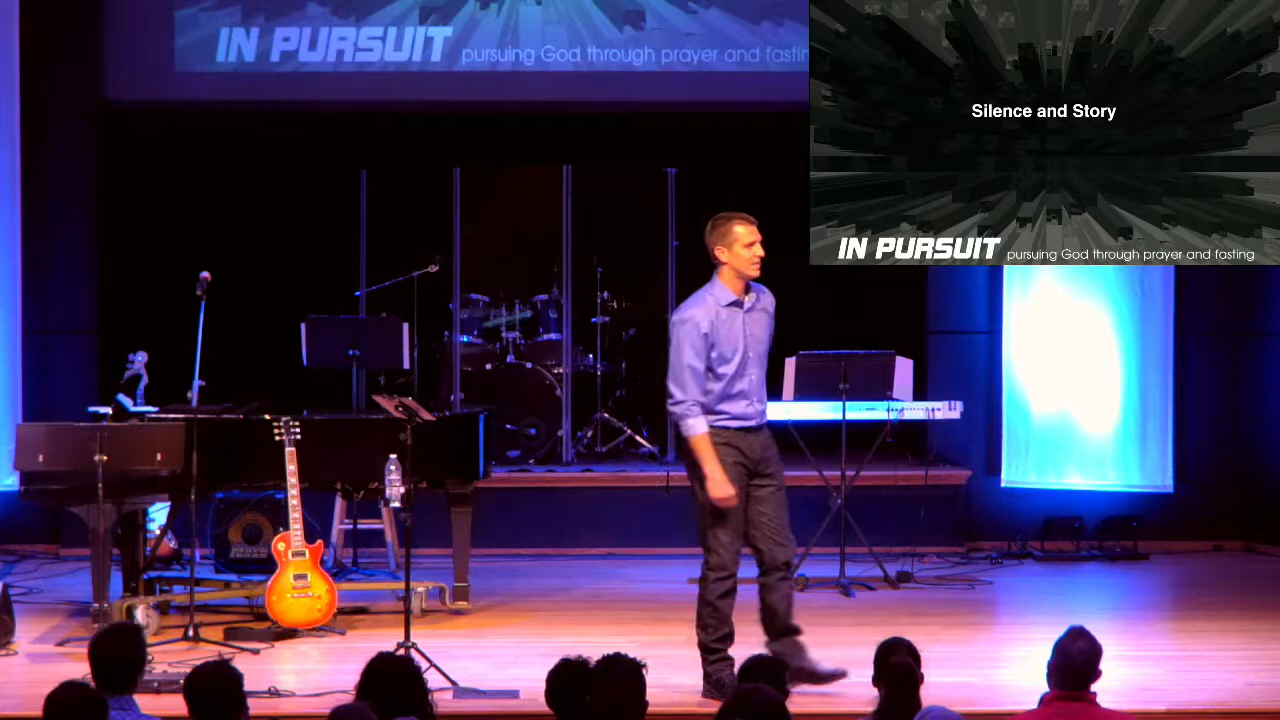 IN PURSUIT pursuing God through prayer and fastin
Silence and Story
IN PURSUIT pursuing God through prayer and fasting